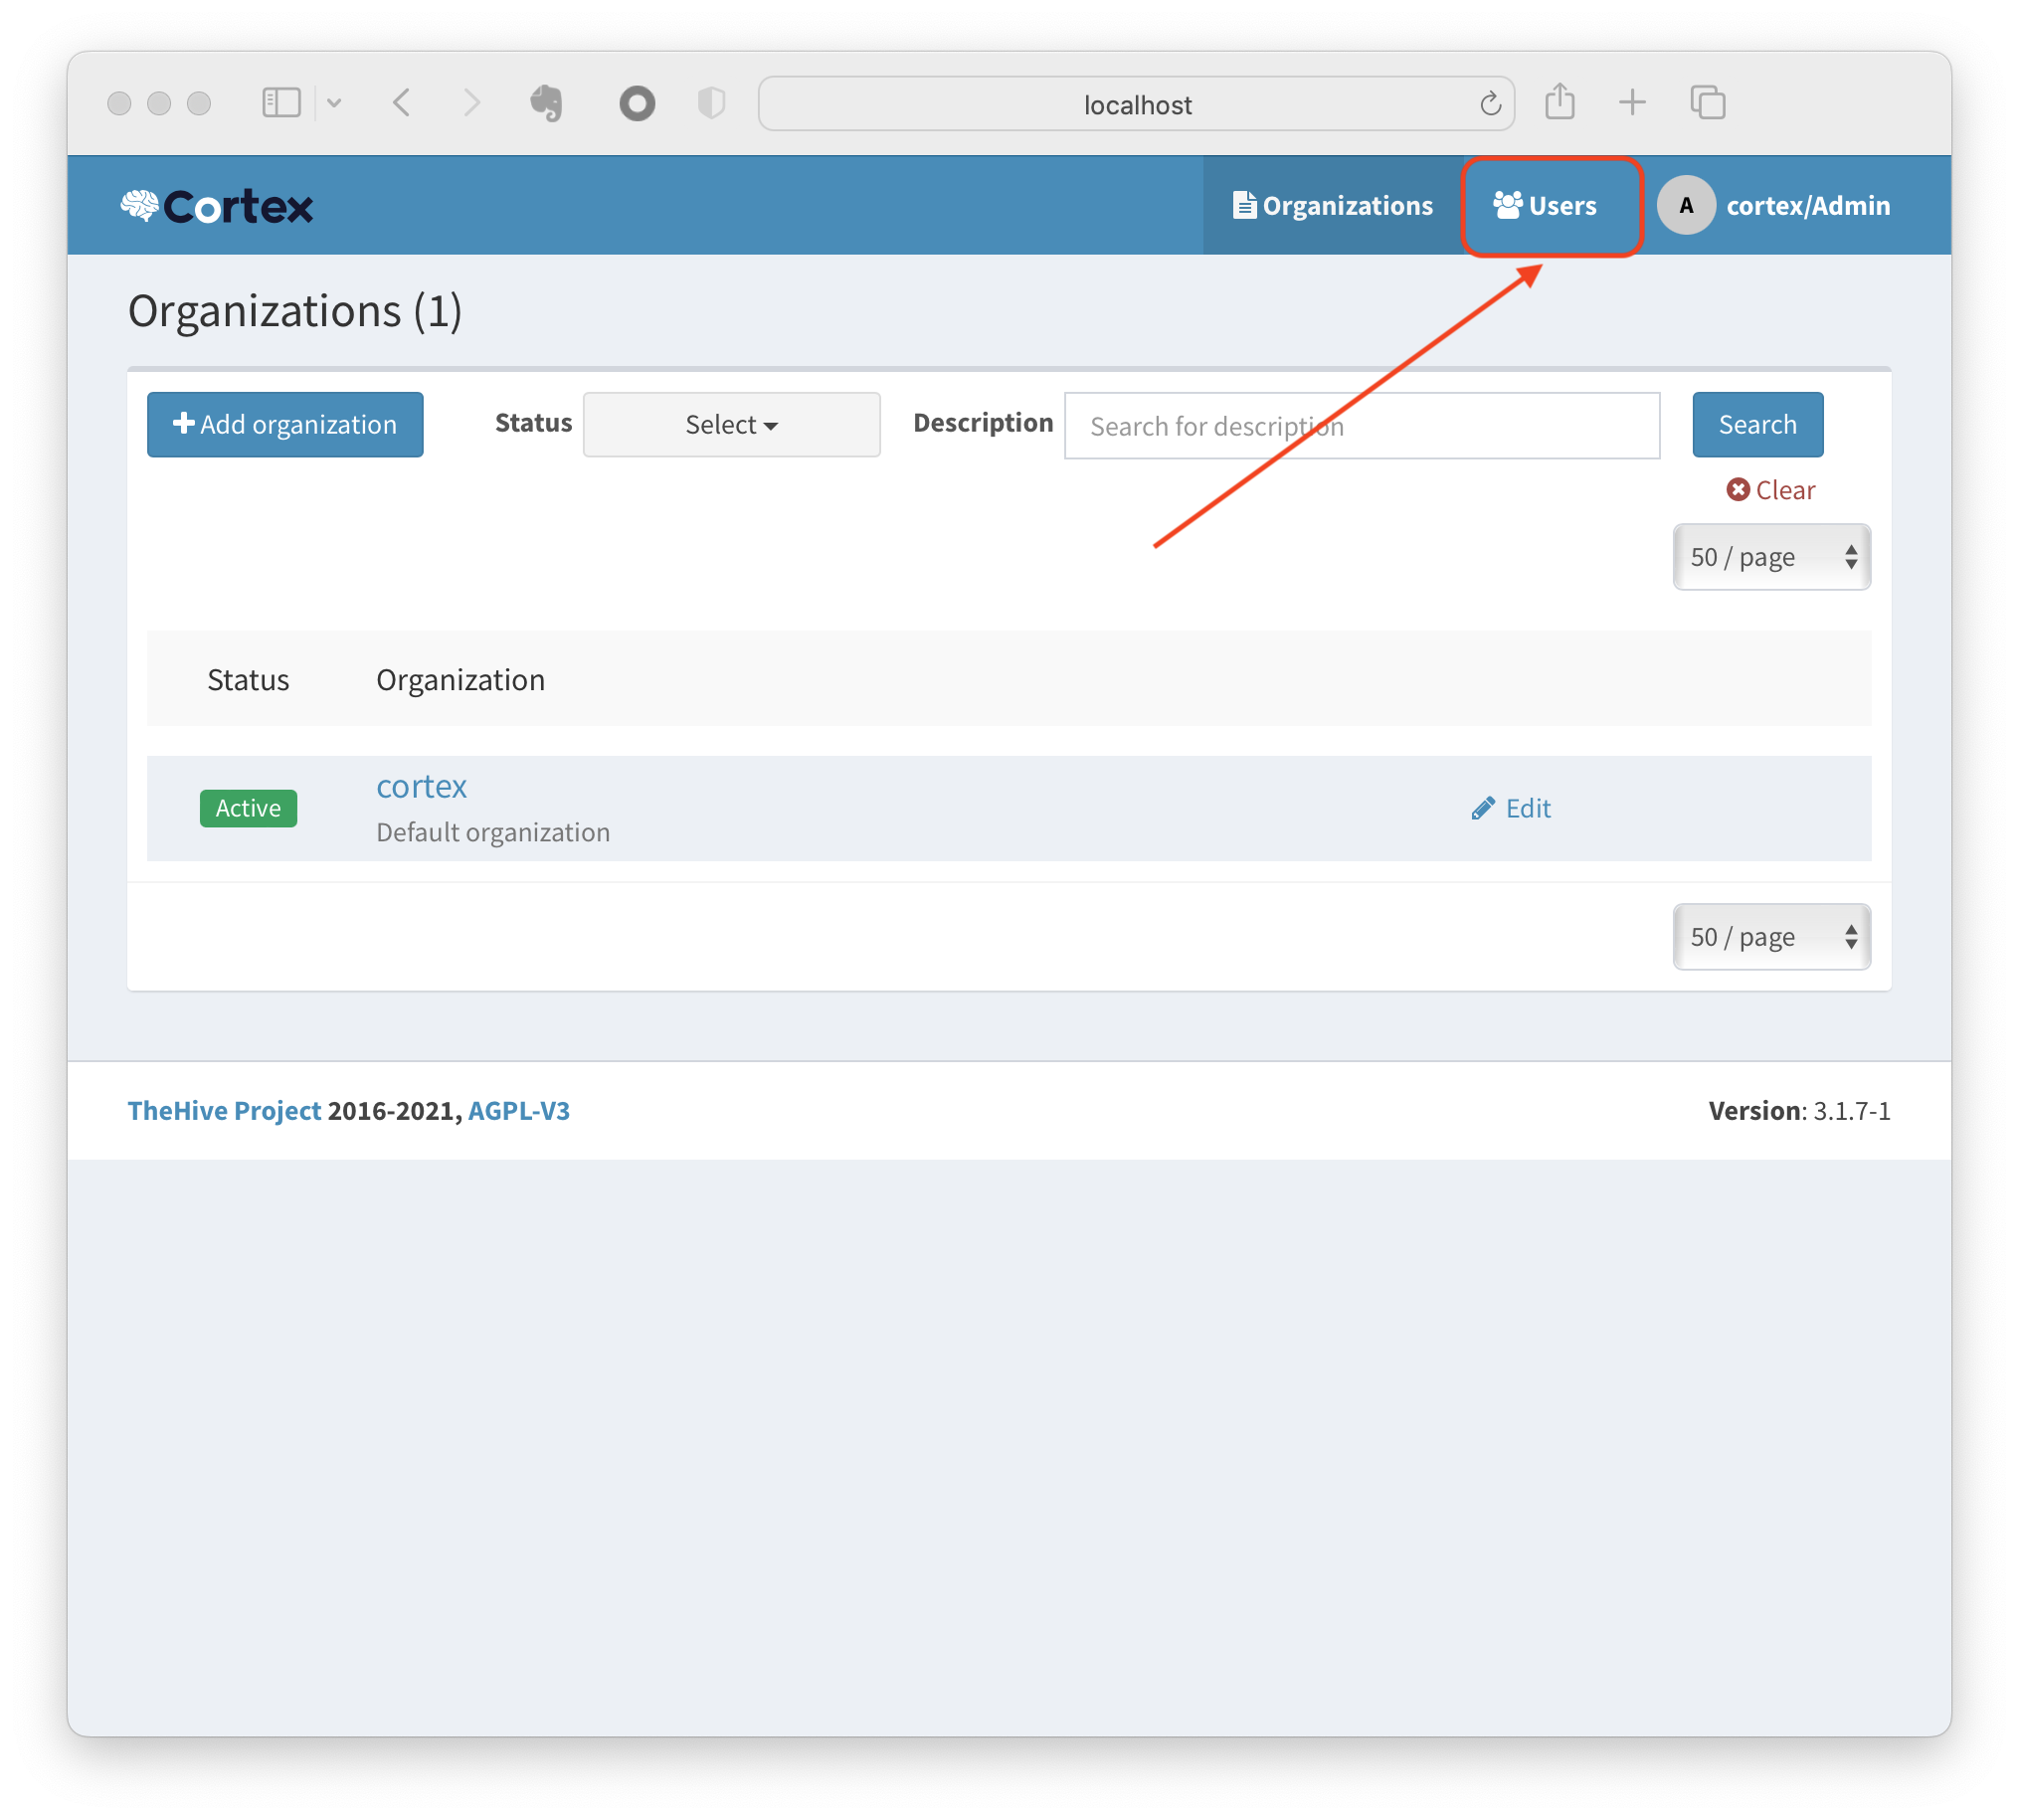 localhost
Cortex
Organizations Users A cortex/Admin
Organizations (1)
Add organization Status Select Description Search for description Search
Clear
50 / page
Status Organization
cortex
Active Edit
Default organization
50 / page
TheHive Project 2016-2021, AGPL-V3 Version: 3.1.7-1